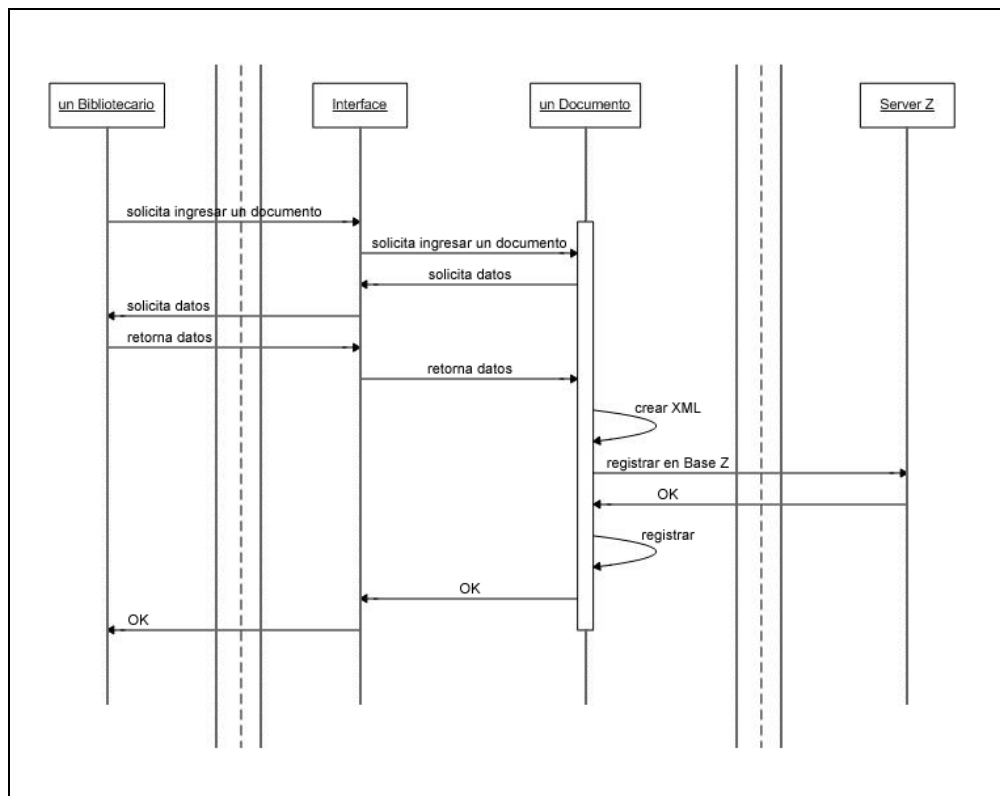 un Bibliotecario
Interface
un Documento
Server Z
solicita ingresar un documento
solicita ingresar un documento
solicita datos
solicita datos
retorna datos
retorna datos
crear XML
registrar en Base Z
OK
registrar
OK
OK